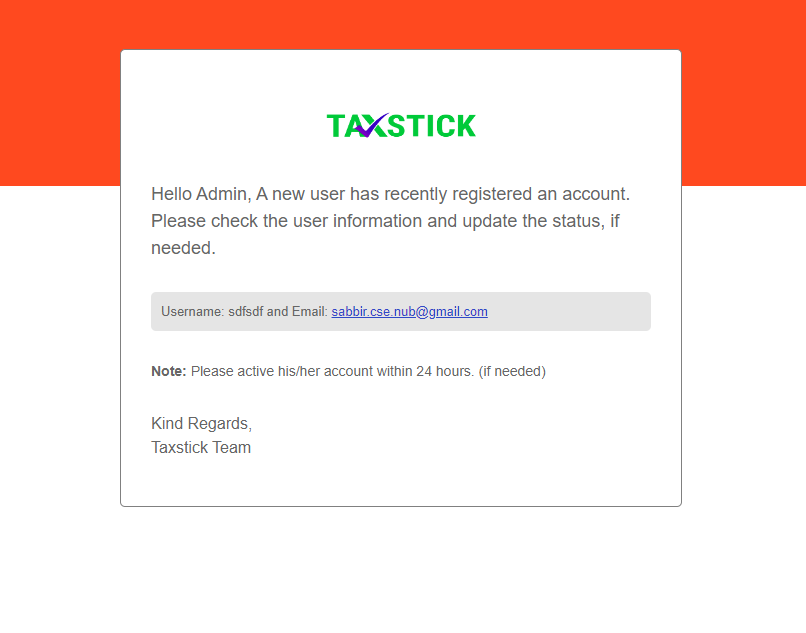 TAXSTICK
Hello Admin, A new user has recently registered an account.
Please check the user information and update the status, if
needed.
Username: sdfsdf and Email: sabbir.cse.nub@gmail.com
Note: Please active his/her account within 24 hours. (if needed)
Kind Regards,
Taxstick Team